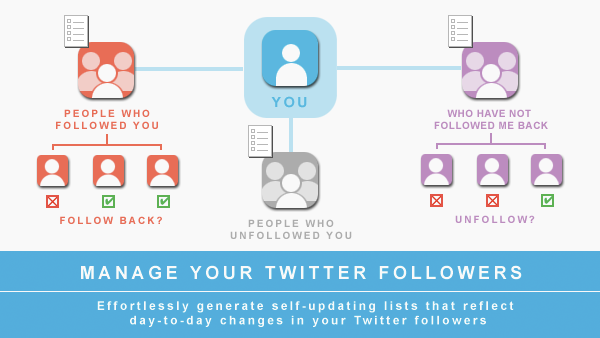 YOU
PEOPLE WHO
FOLLOWED YOU
WHO HAVE NOT
FOLLOWED ME BACK
FOLLOW BACK?
PEOPLE WHO
UNFOLLOWED YOU
UNFOLLOW?
MANAGE YOUR TWITTER FOLLOWERS
Effortlessly generate self-updating lists that reflect
day-to-day changes in your Twitter followers